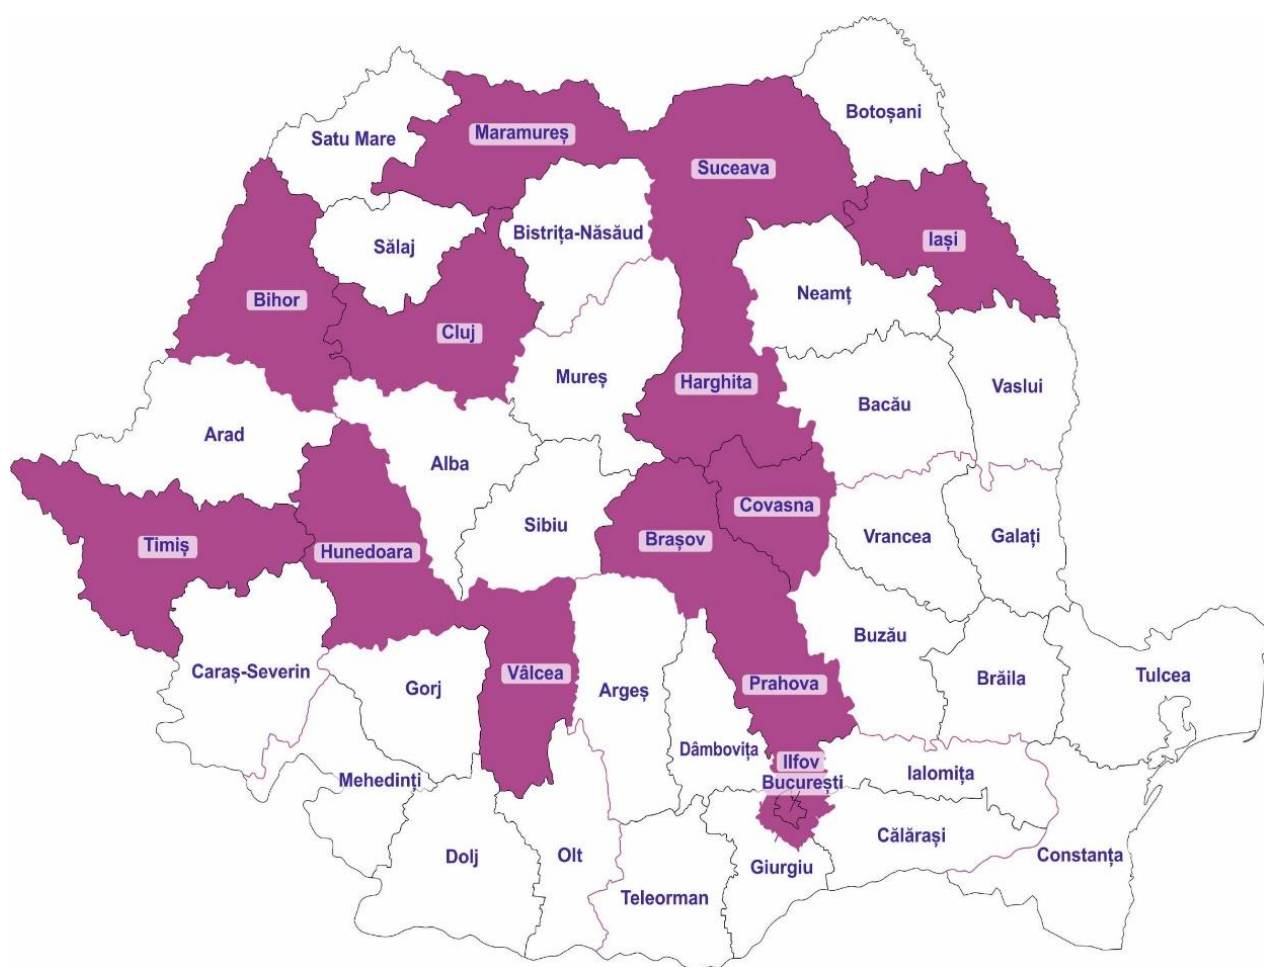 Botoșani
Maramureș
Satu Mare
Suceava
Iași
Bistrița-Năsăud
Sălaj
Neamț
Bihor
Cluj
Mureș
Harghita
Vaslui
Bacău
Arad
Alba
Covasna
Sibiu
Vrancea
Galați
Brașov
Timiș
Hunedoara
Buzău
Caraș-Severin
Vâlcea
Tulcea
Brăila
Prahova
Gorj
Argeș
Dâmbovița
Ilfov
București
Ialomița
Mehedinți
Călărași
Dolj
Olt
Constanța
Giurgiu
Teleorman